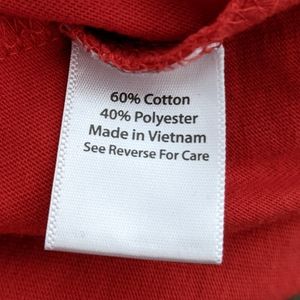 60% Cotton
40% Polyester
Made in Vietnam
See Reverse For Care